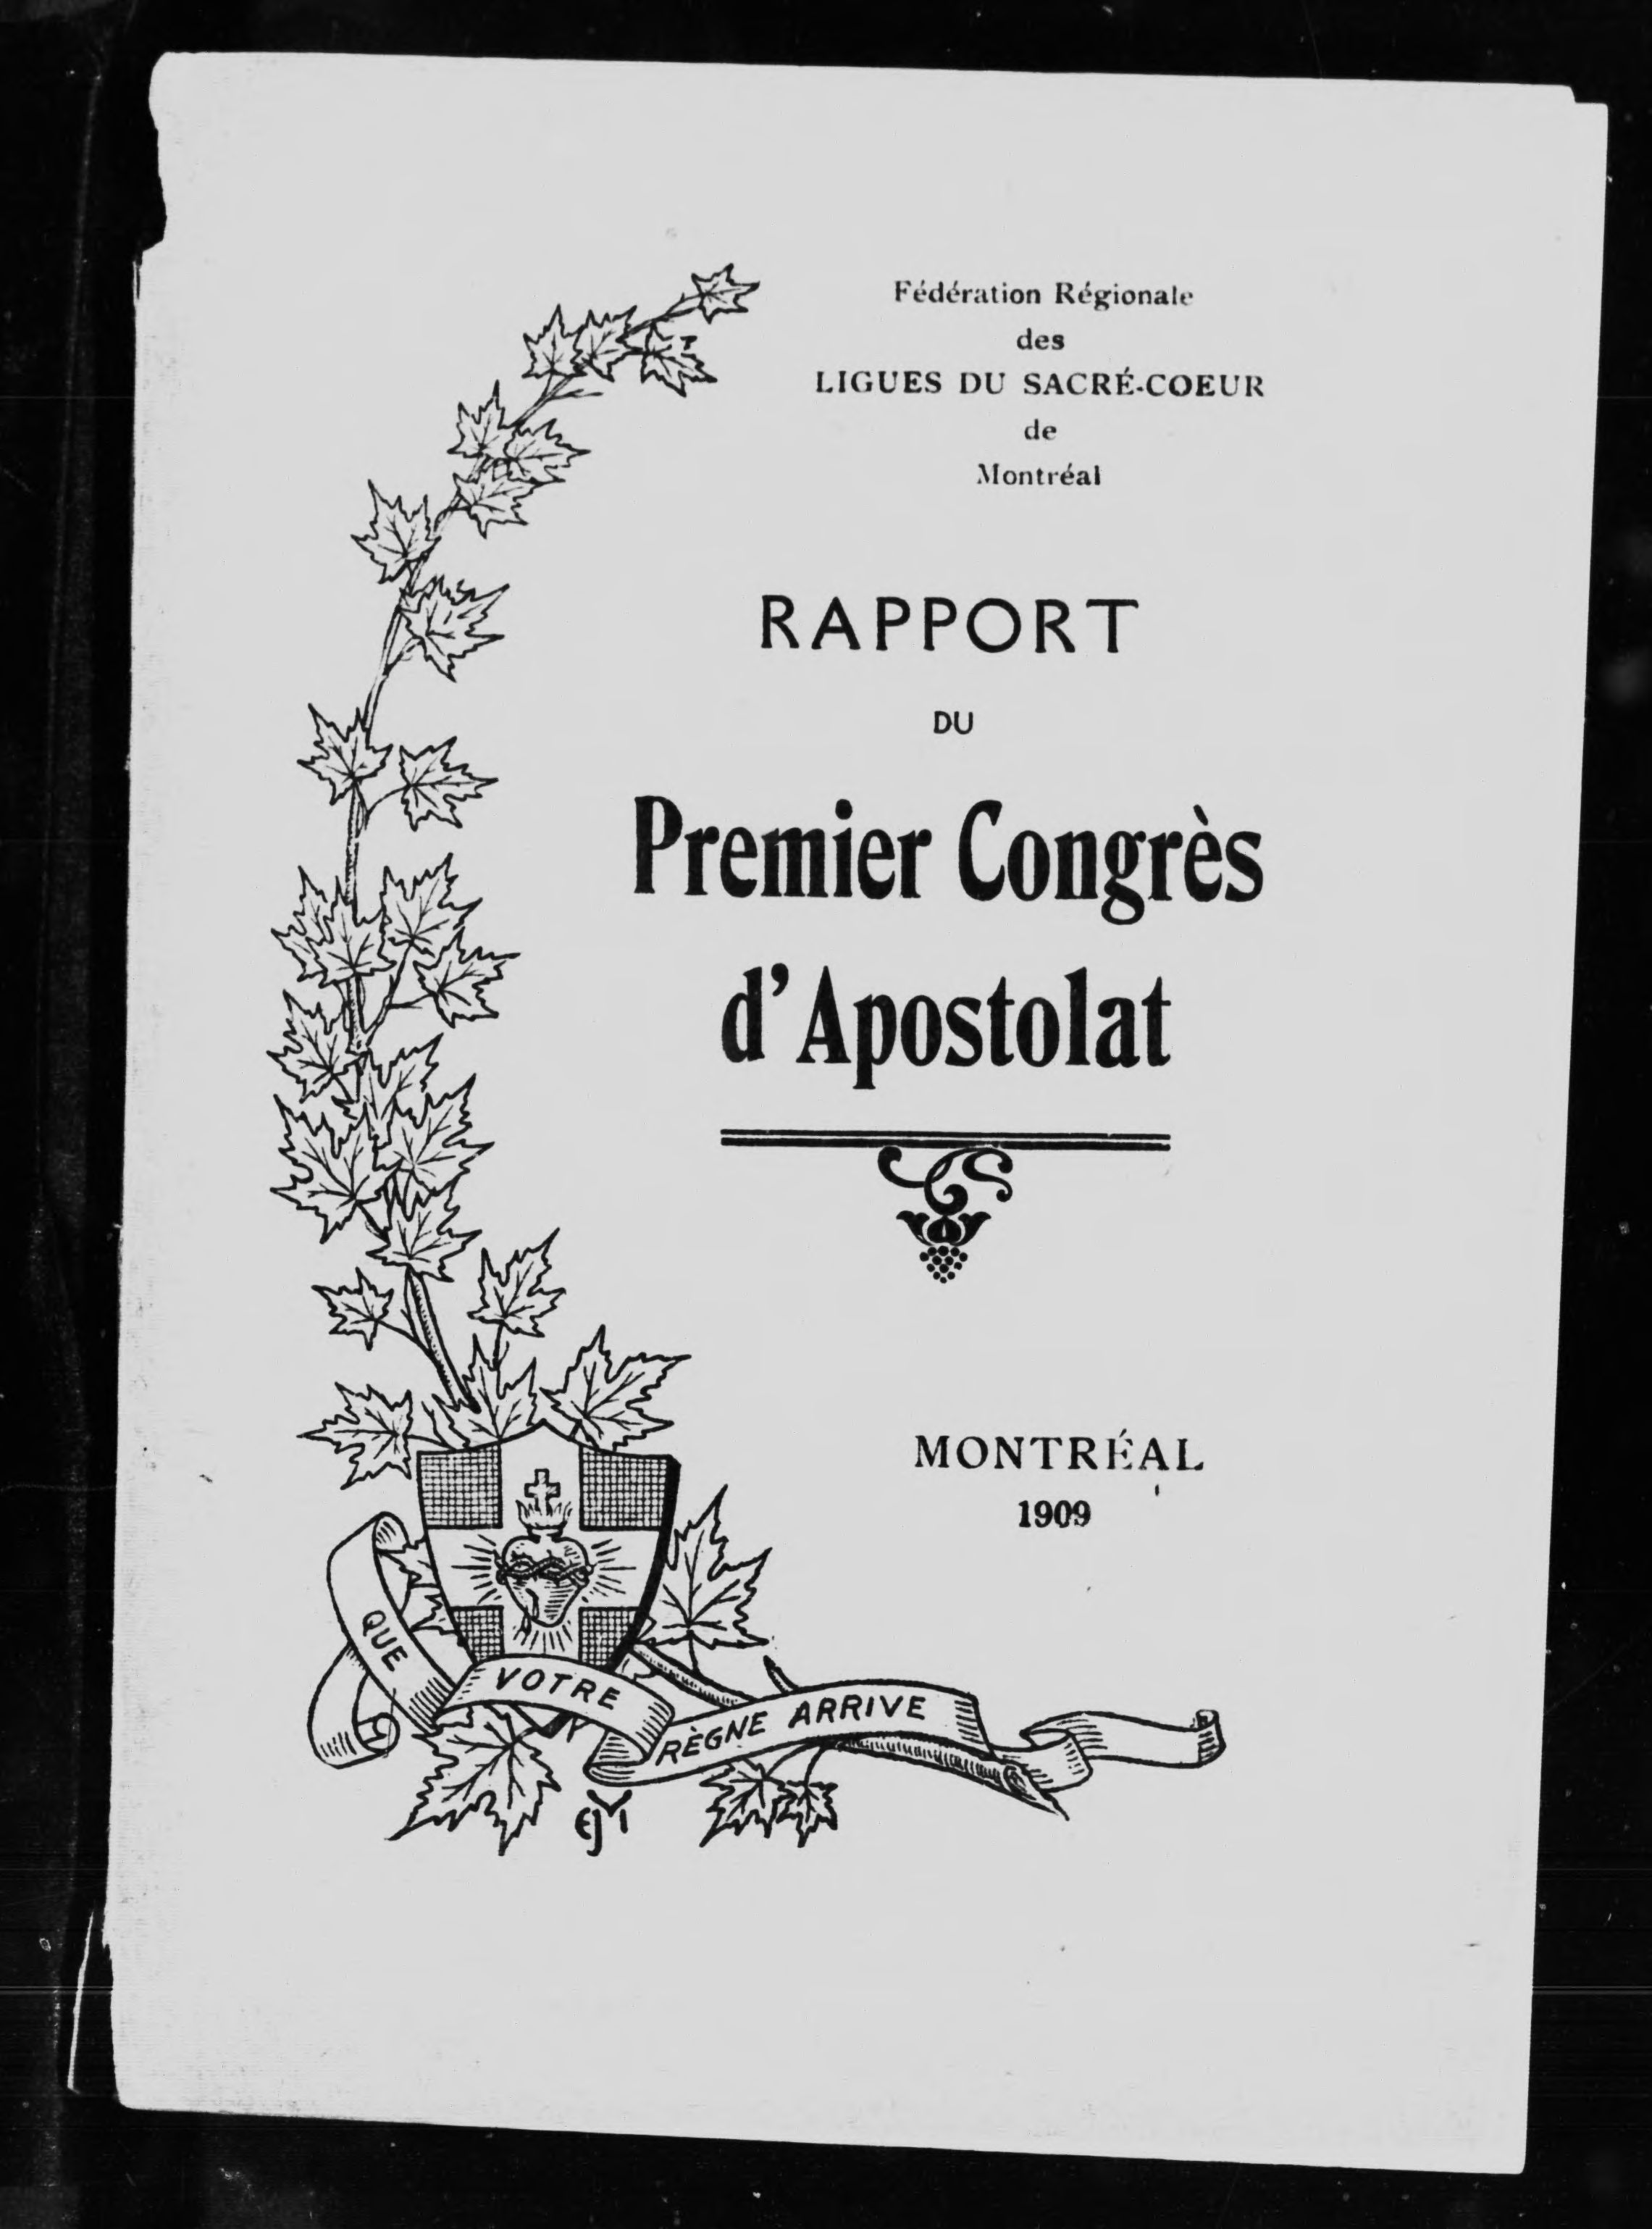 Fédération Régionale
des
LIGUES DU SACRÉ-COEUR
de
Montréal
RAPPORT
DU
Premier Congrès
d'Apostolat
MONTRÉAL
1909
QUE
VOTRE
RÈGNE ARRIVE